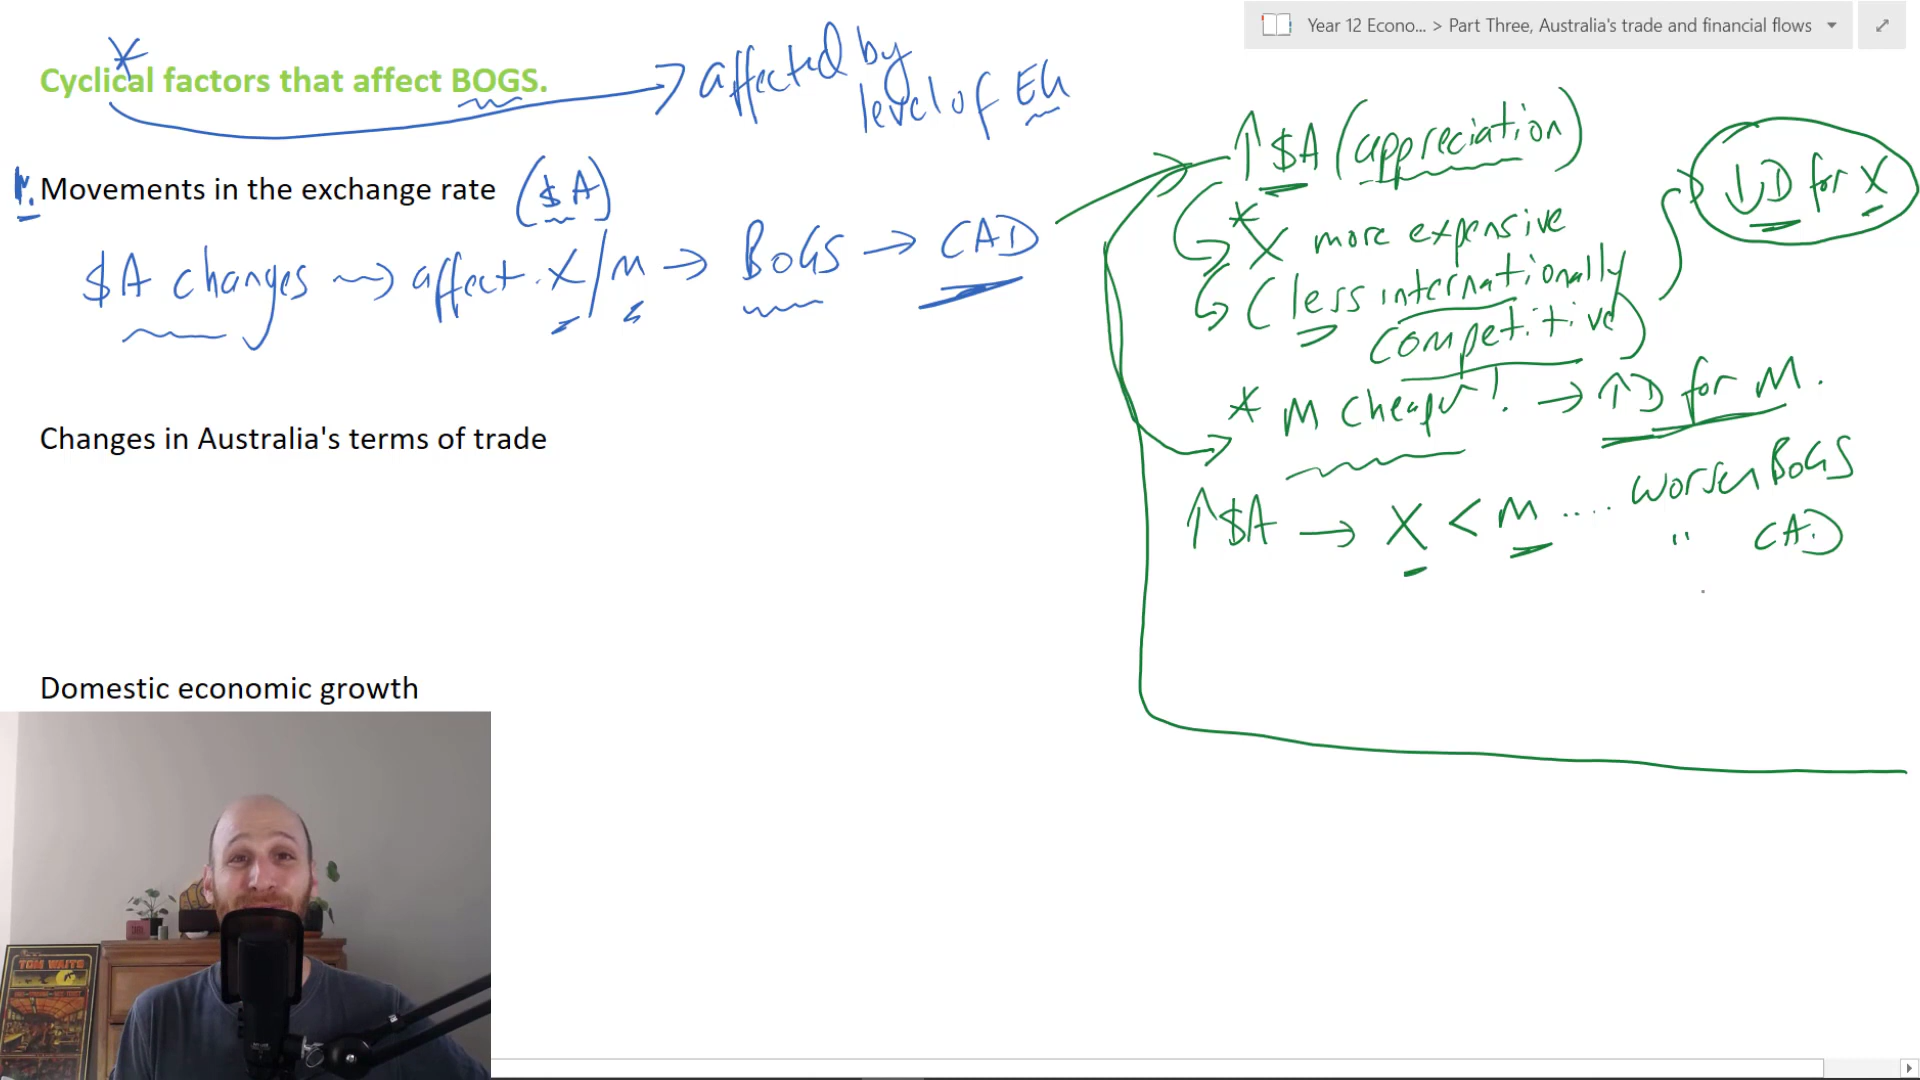 Year 12 Econo... > Part Three, Australia's trade and financial flows
Cyclical factors that affect BOGS.
→ affected by
level of EG
1. Movements in the exchange rate ($A)
$A changes → affect X/M → BOGS → CAD
↑$A (appreciation)
* X more expensive
(less internationally
competitive)
↓D for X
* M cheaper! → ↑D for M.
↑$A → X < M .... worsen BOGS
" CAD
Changes in Australia's terms of trade
Domestic economic growth
TOM WAITS